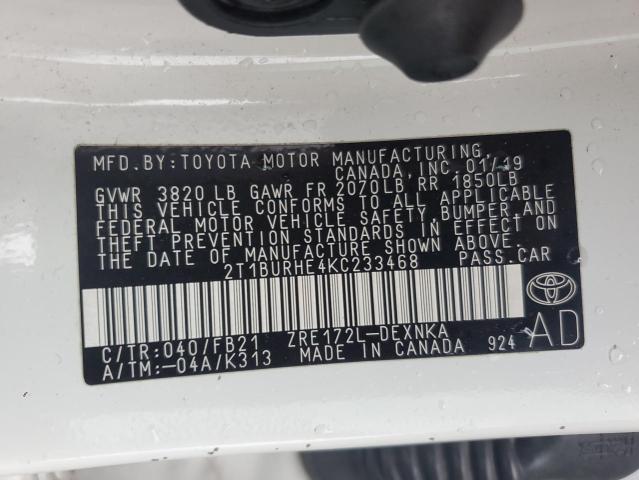 MFD. BY:TOYOTA MOTOR MANUFACTURING
CANADA, INC. 01/19
GVWR 3820 LB GAWR FR 2070LB RR 1850LB
THIS VEHICLE CONFORMS TO ALL APPLICABLE
FEDERAL MOTOR VEHICLE SAFETY, BUMPER, AND
THEFT PREVENTION STANDARDS IN EFFECT ON
THE DATE OF MANUFACTURE SHOWN ABOVE.
2T1BURHE4KC233468 PASS.CAR
C/TR:040/FB21 ZRE172L-DEXNKA
A/TM:-04A/K313 MADE IN CANADA 924
AD